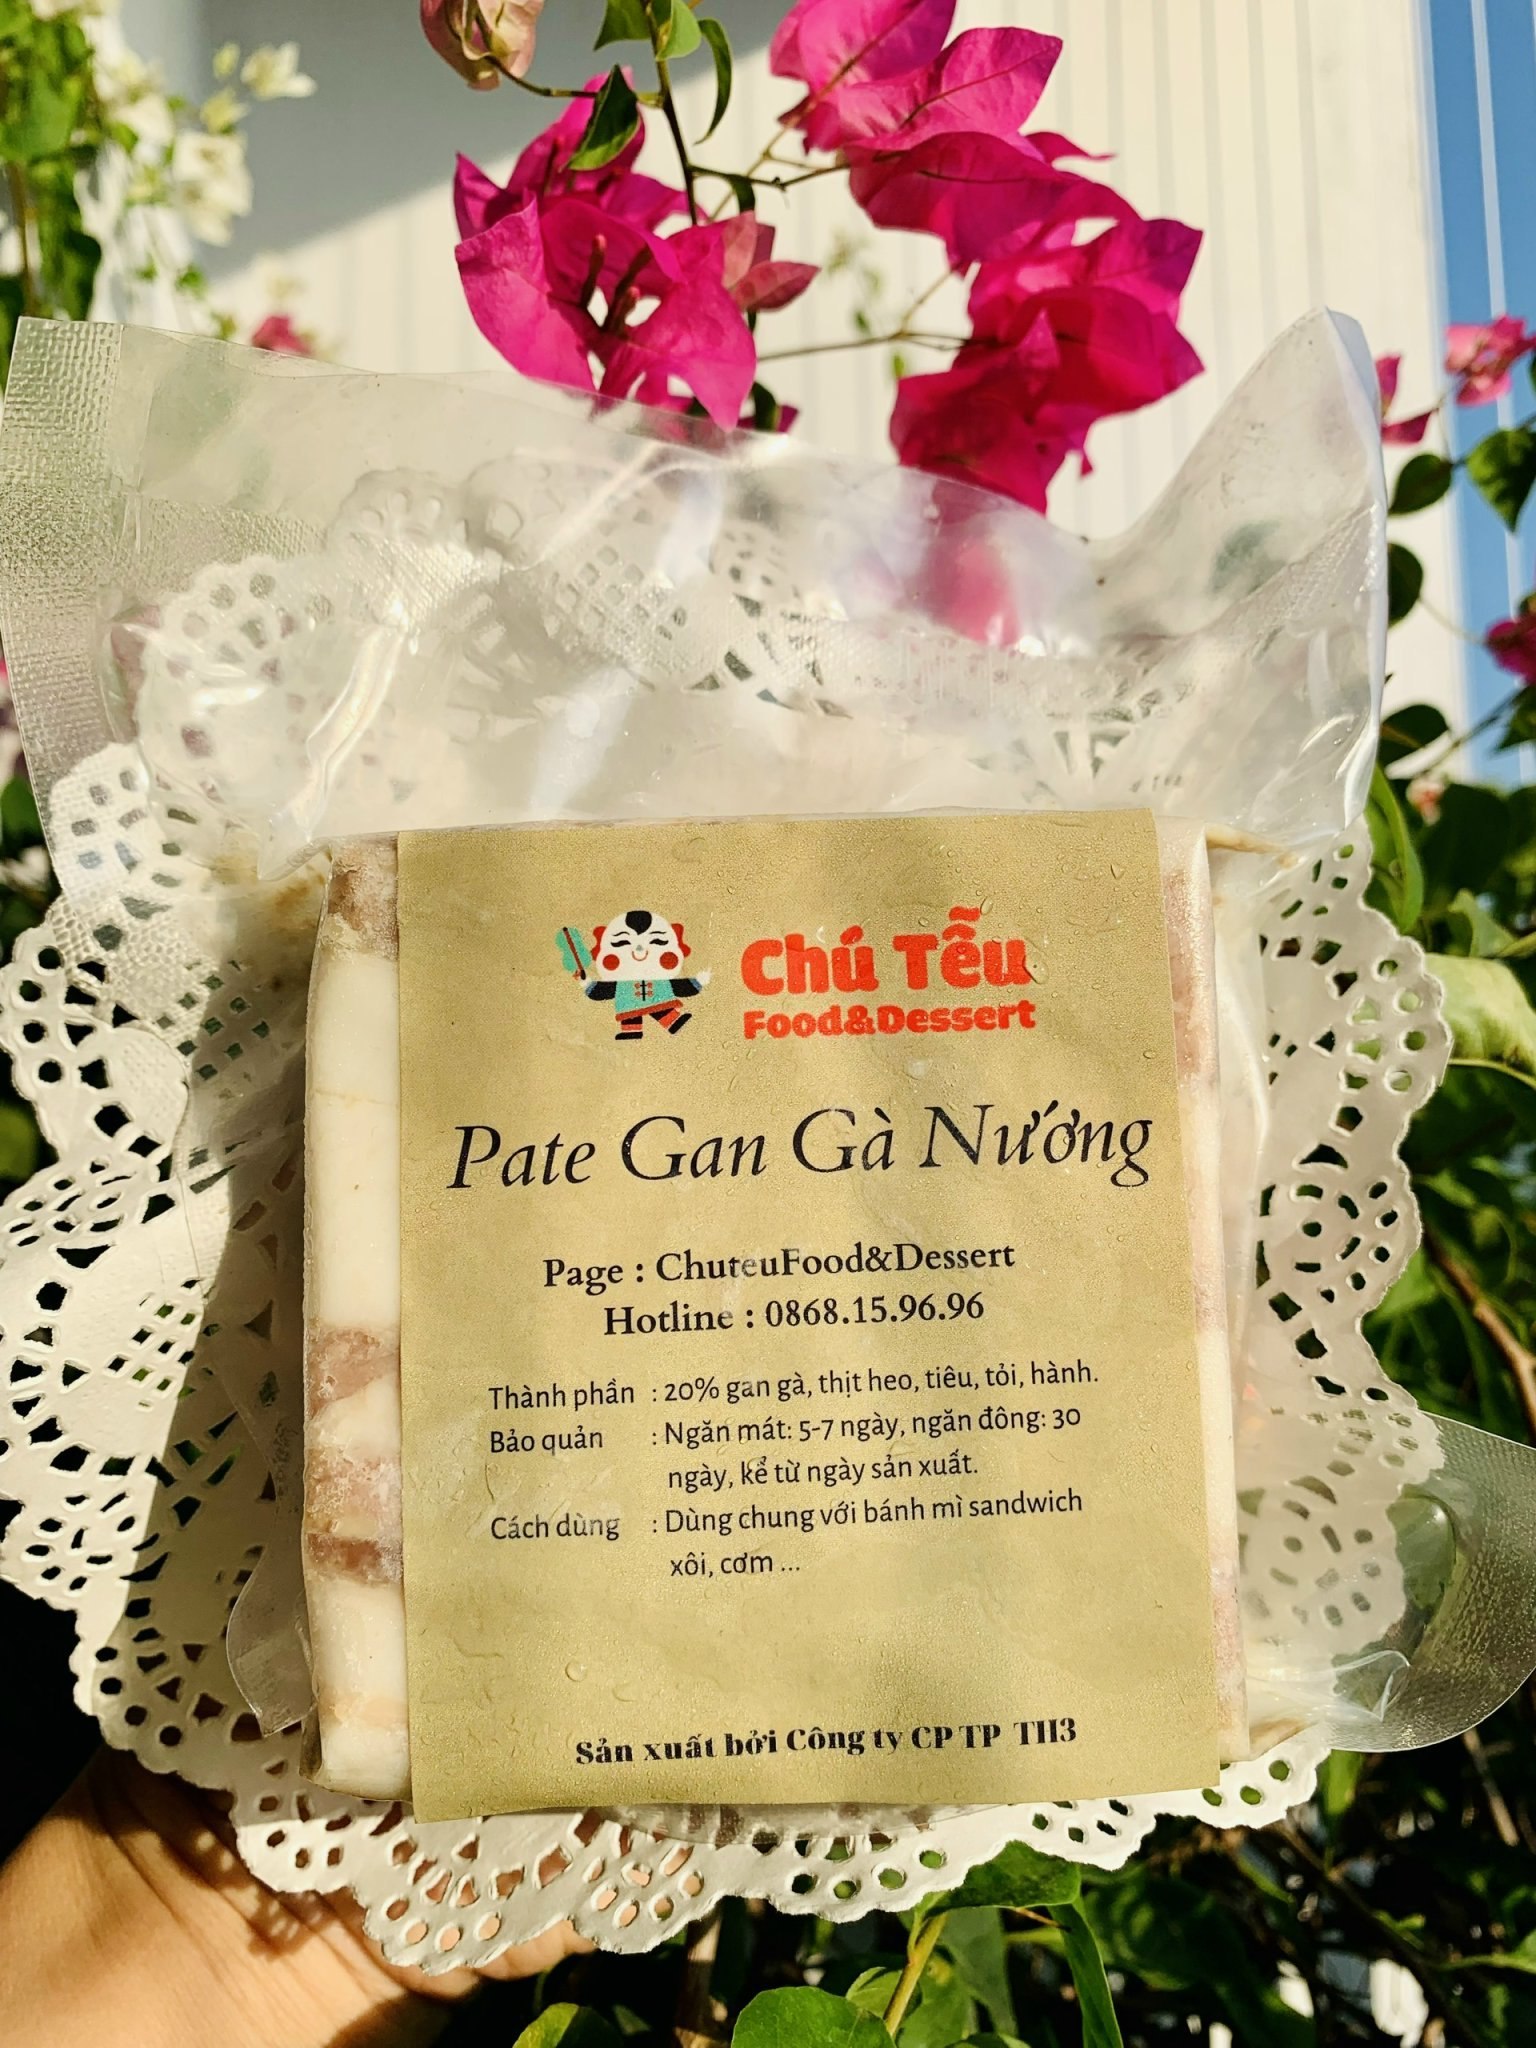 Chú Tễu
Food&Dessert
Pate Gan Gà Nướng
Page : ChuteuFood&Dessert
Hotline : 0868.15.96.96
Thành phần : 20% gan gà, thịt heo, tiêu, tỏi, hành.
Bảo quản : Ngăn mát: 5-7 ngày, ngăn đông: 30
ngày, kể từ ngày sản xuất.
Cách dùng : Dùng chung với bánh mì sandwich
xôi, cơm ...
Sản xuất bởi Công ty CP TP TH3